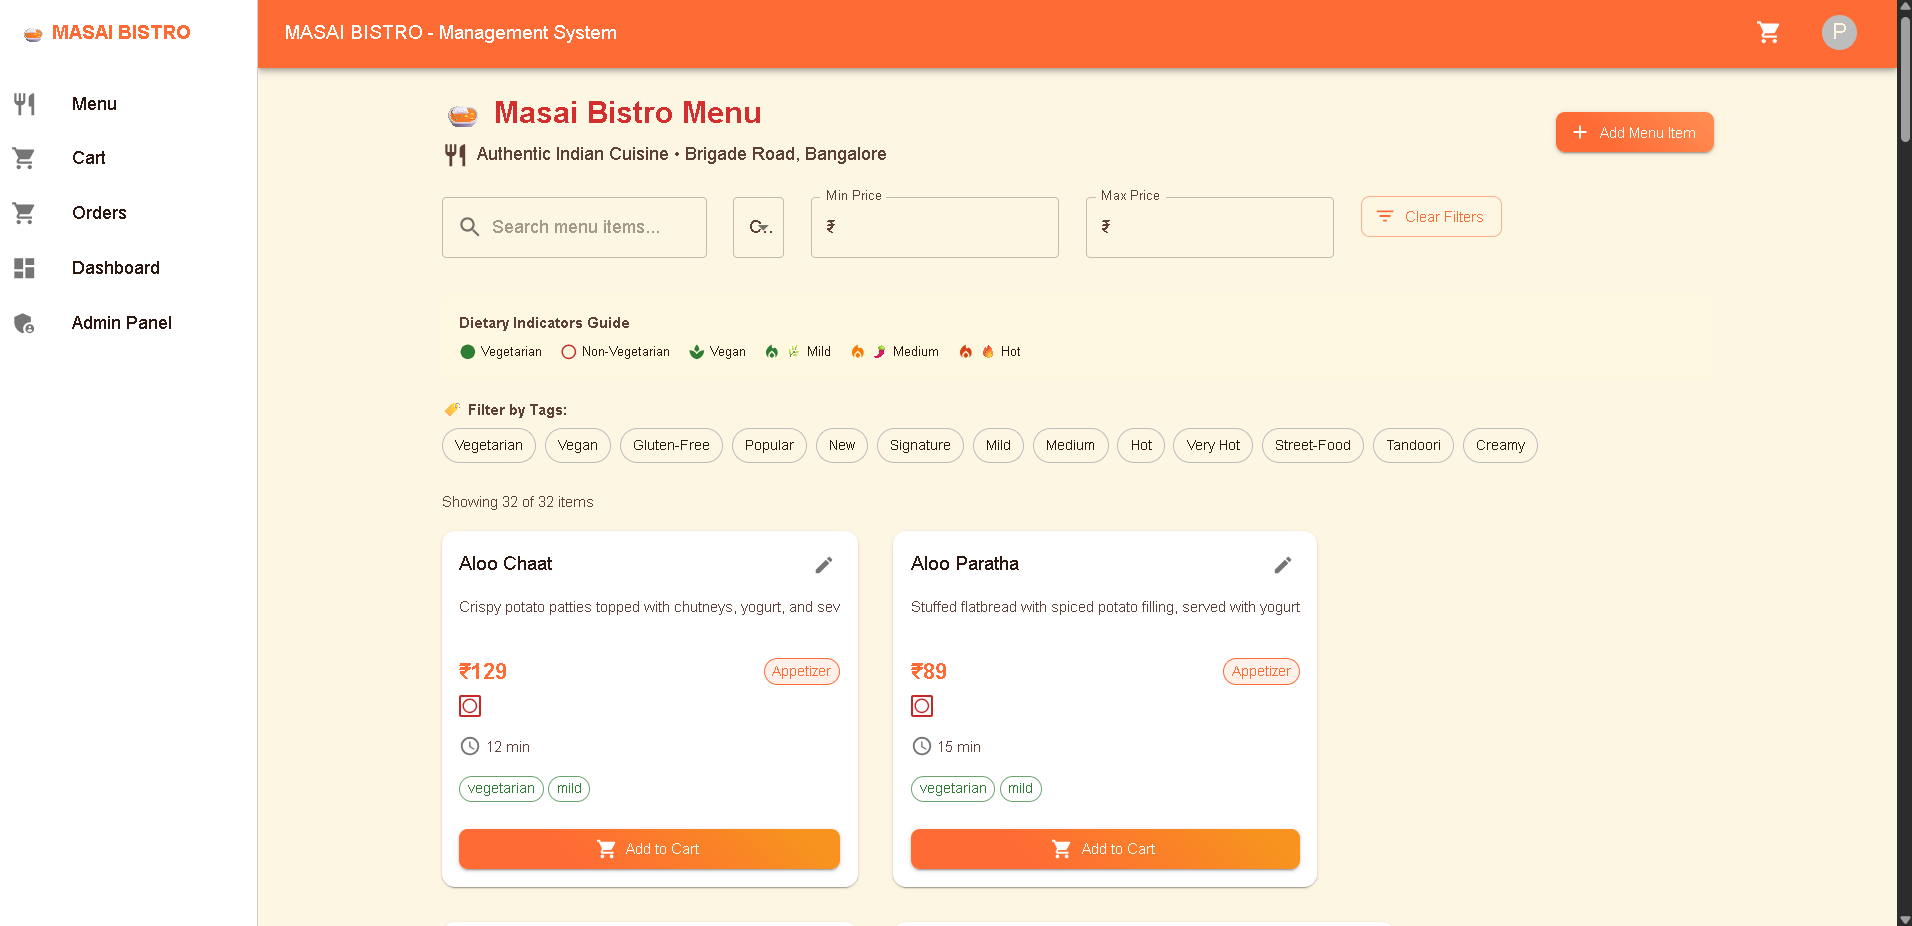 MASAI BISTRO
MASAI BISTRO - Management System
P
Menu
Cart
Orders
Dashboard
Admin Panel
Masai Bistro Menu
Authentic Indian Cuisine • Brigade Road, Bangalore
Add Menu Item
Search menu items...
C...
Min Price
₹
Max Price
₹
Clear Filters
Dietary Indicators Guide
Vegetarian Non-Vegetarian Vegan Mild Medium Hot
Filter by Tags:
Vegetarian Vegan Gluten-Free Popular New Signature Mild Medium Hot Very Hot Street-Food Tandoori Creamy
Showing 32 of 32 items
Aloo Chaat
Crispy potato patties topped with chutneys, yogurt, and sev
₹129 Appetizer
12 min
vegetarian mild
Add to Cart
Aloo Paratha
Stuffed flatbread with spiced potato filling, served with yogurt
₹89 Appetizer
15 min
vegetarian mild
Add to Cart